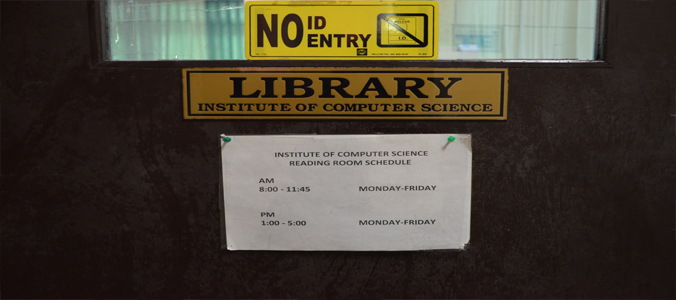 NO ID ENTRY
I.D.
LIBRARY
INSTITUTE OF COMPUTER SCIENCE
INSTITUTE OF COMPUTER SCIENCE
READING ROOM SCHEDULE
AM
8:00 - 11:45 MONDAY-FRIDAY
PM
1:00 - 5:00 MONDAY-FRIDAY